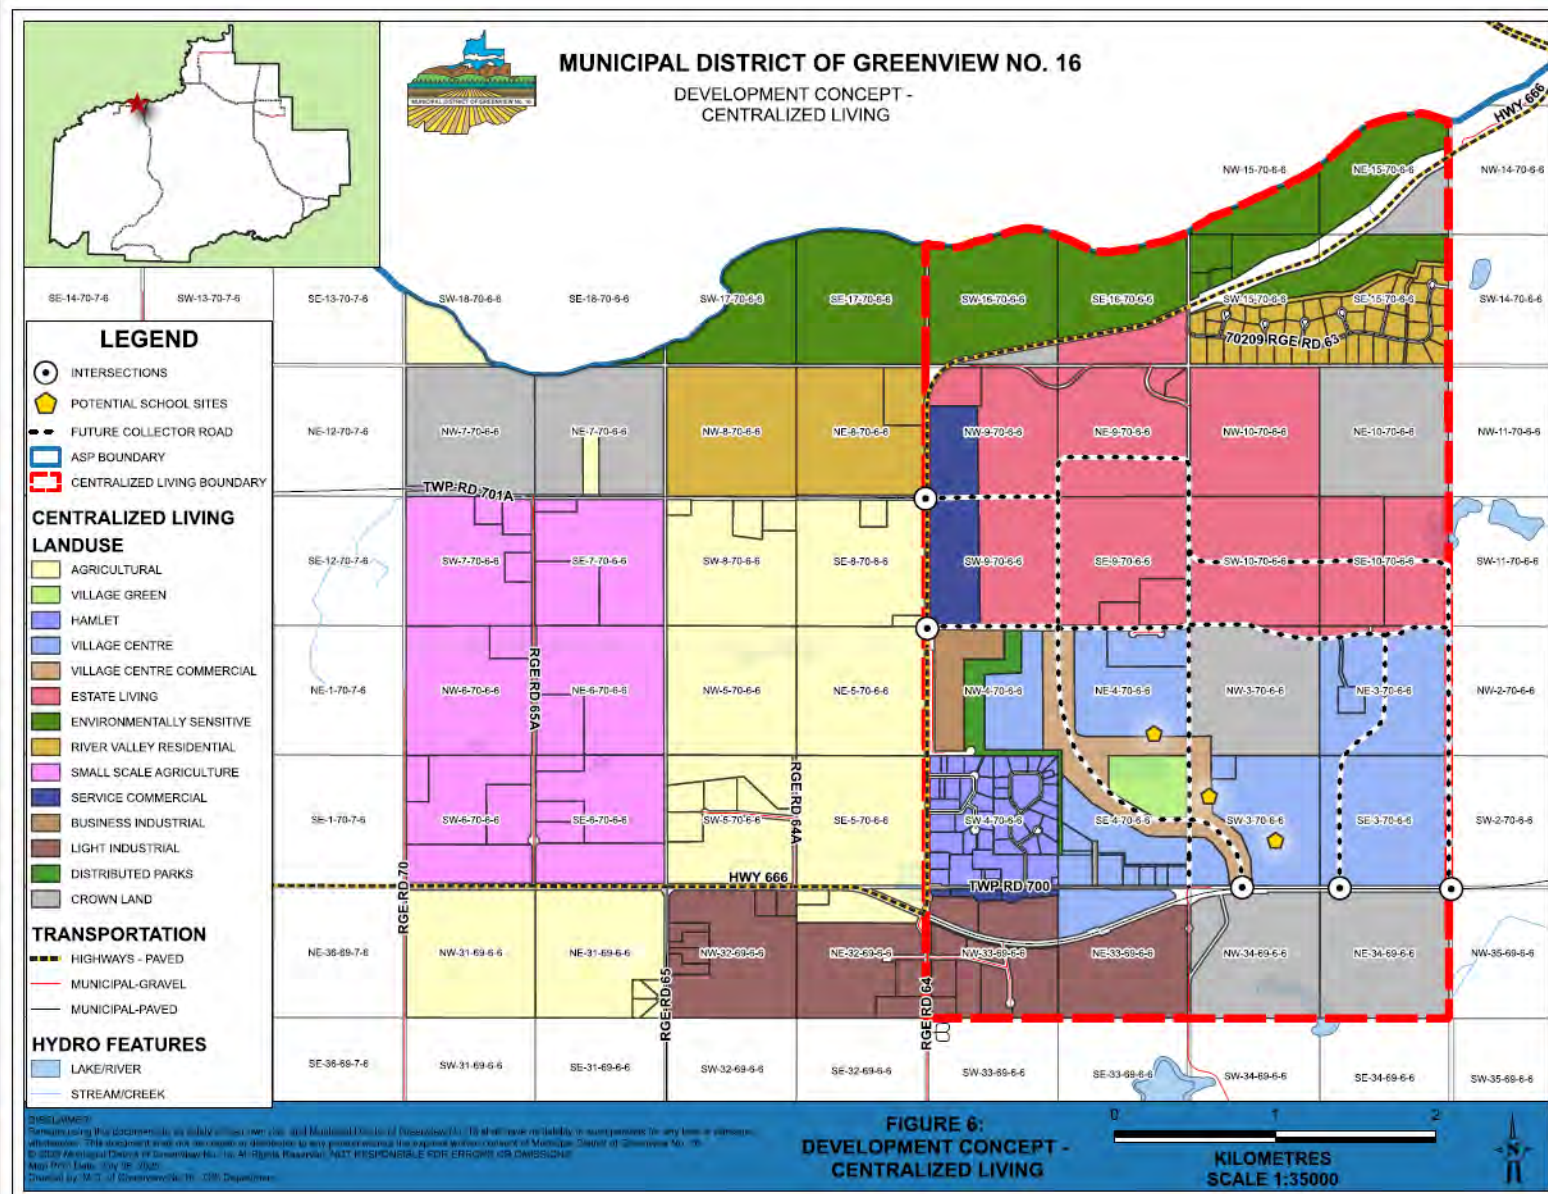 MUNICIPAL DISTRICT OF GREENVIEW NO. 16
DEVELOPMENT CONCEPT -
CENTRALIZED LIVING
MUNICIPAL DISTRICT OF GREENVIEW NO. 16
HWY 666
NW-15-70-6-6
NE-15-70-6-6
NW-14-70-6-6
SE-14-70-7-6
SW-13-70-7-6
SE-13-70-7-6
SW-18-70-6-6
SE-18-70-6-6
SW-17-70-6-6
SE-17-70-6-6
SW-16-70-6-6
SE-16-70-6-6
SW-15-70-6-6
SE-15-70-6-6
SW-14-70-6-6
70209 RGE RD 63
LEGEND
INTERSECTIONS
POTENTIAL SCHOOL SITES
FUTURE COLLECTOR ROAD
ASP BOUNDARY
CENTRALIZED LIVING BOUNDARY
CENTRALIZED LIVING
LANDUSE
AGRICULTURAL
VILLAGE GREEN
HAMLET
VILLAGE CENTRE
VILLAGE CENTRE COMMERCIAL
ESTATE LIVING
ENVIRONMENTALLY SENSITIVE
RIVER VALLEY RESIDENTIAL
SMALL SCALE AGRICULTURE
SERVICE COMMERCIAL
BUSINESS INDUSTRIAL
LIGHT INDUSTRIAL
DISTRIBUTED PARKS
CROWN LAND
TRANSPORTATION
HIGHWAYS - PAVED
MUNICIPAL-GRAVEL
MUNICIPAL-PAVED
HYDRO FEATURES
LAKE/RIVER
STREAM/CREEK
NE-12-70-7-6
NW-7-70-6-6
NE-7-70-6-6
NW-8-70-6-6
NE-8-70-6-6
NW-9-70-6-6
NE-9-70-6-6
NW-10-70-6-6
NE-10-70-6-6
NW-11-70-6-6
TWP RD 701A
SE-12-70-7-6
SW-7-70-6-6
SE-7-70-6-6
SW-8-70-6-6
SE-8-70-6-6
SW-9-70-6-6
SE-9-70-6-6
SW-10-70-6-6
SE-10-70-6-6
SW-11-70-6-6
NE-1-70-7-6
NW-6-70-6-6
RGE RD 65A
NE-6-70-6-6
NW-5-70-6-6
NE-5-70-6-6
NW-4-70-6-6
NE-4-70-6-6
NW-3-70-6-6
NE-3-70-6-6
NW-2-70-6-6
SE-1-70-7-6
SW-6-70-6-6
SE-6-70-6-6
SW-5-70-6-6
RGE RD 64A
SE-5-70-6-6
SW-4-70-6-6
SE-4-70-6-6
SW-3-70-6-6
SE-3-70-6-6
SW-2-70-6-6
RGE RD 70
HWY 666
TWP RD 700
NE-36-69-7-6
NW-31-69-6-6
NE-31-69-6-6
RGE RD 65
NW-32-69-6-6
NE-32-69-6-6
RGE RD 64
NW-33-69-6-6
NE-33-69-6-6
NW-34-69-6-6
NE-34-69-6-6
NW-35-69-6-6
SE-36-69-7-6
SW-31-69-6-6
SE-31-69-6-6
SW-32-69-6-6
SE-32-69-6-6
SW-33-69-6-6
SE-33-69-6-6
SW-34-69-6-6
SE-34-69-6-6
SW-35-69-6-6
DISCLAIMER:
FIGURE 6:
DEVELOPMENT CONCEPT -
CENTRALIZED LIVING
0 1 2
KILOMETRES
SCALE 1:35000
N